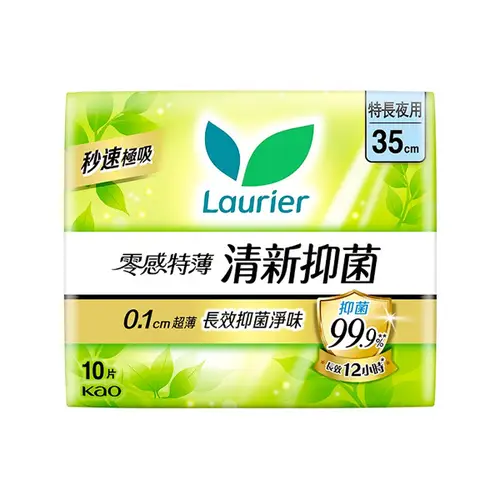 特長夜用
35cm
秒速極吸
Laurier
零感特薄 清新抑菌
0.1cm超薄 長效抑菌淨味
抑菌
99.9%**
長效12小時*
10片
Kao